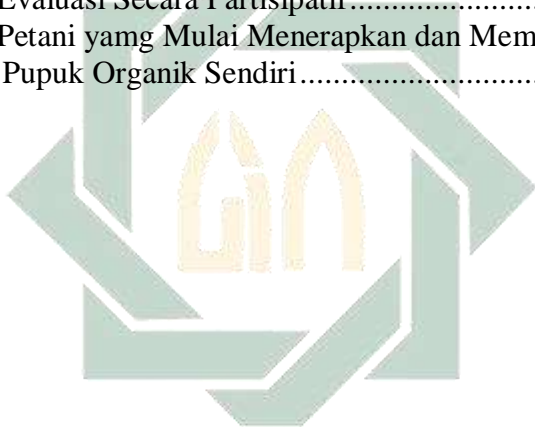 Evaluasi Secara Partisipatif...........................
Petani yamg Mulai Menerapkan dan Mem
Pupuk Organik Sendiri...........................